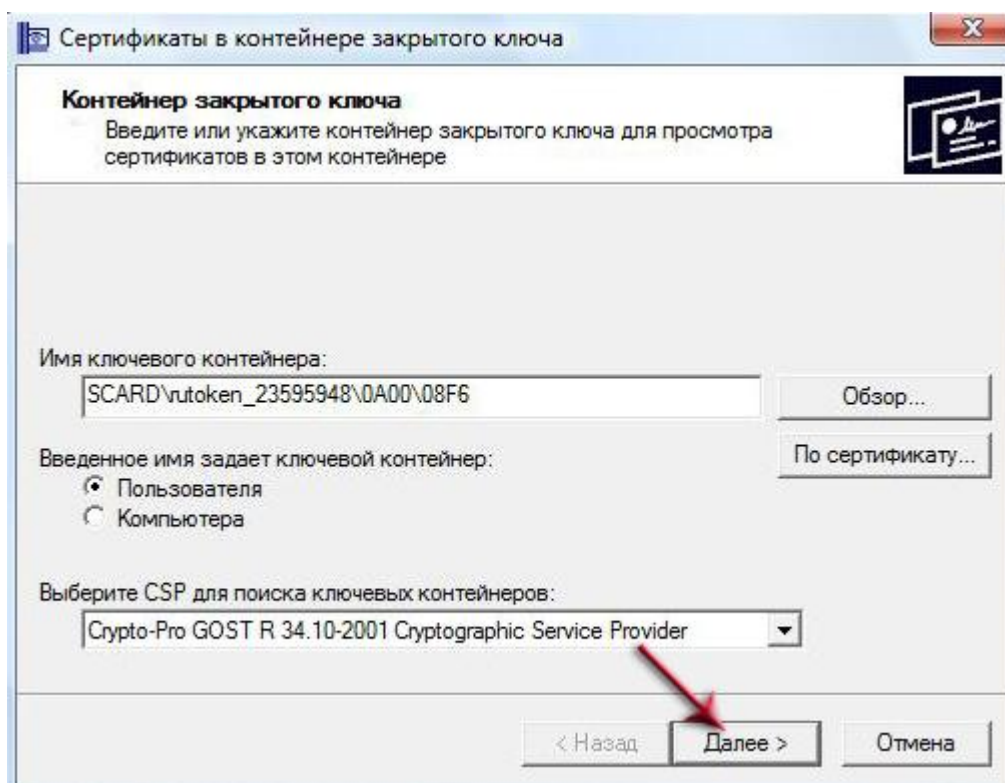 Сертификаты в контейнере закрытого ключа
Контейнер закрытого ключа
Введите или укажите контейнер закрытого ключа для просмотра
сертификатов в этом контейнере
Имя ключевого контейнера:
SCARD\rutoken_23595948\0A00\08F6
Обзор...
По сертификату...
Введенное имя задает ключевой контейнер:
Пользователя
Компьютера
Выберите CSP для поиска ключевых контейнеров:
Crypto-Pro GOST R 34.10-2001 Cryptographic Service Provider
< Назад
Далее >
Отмена